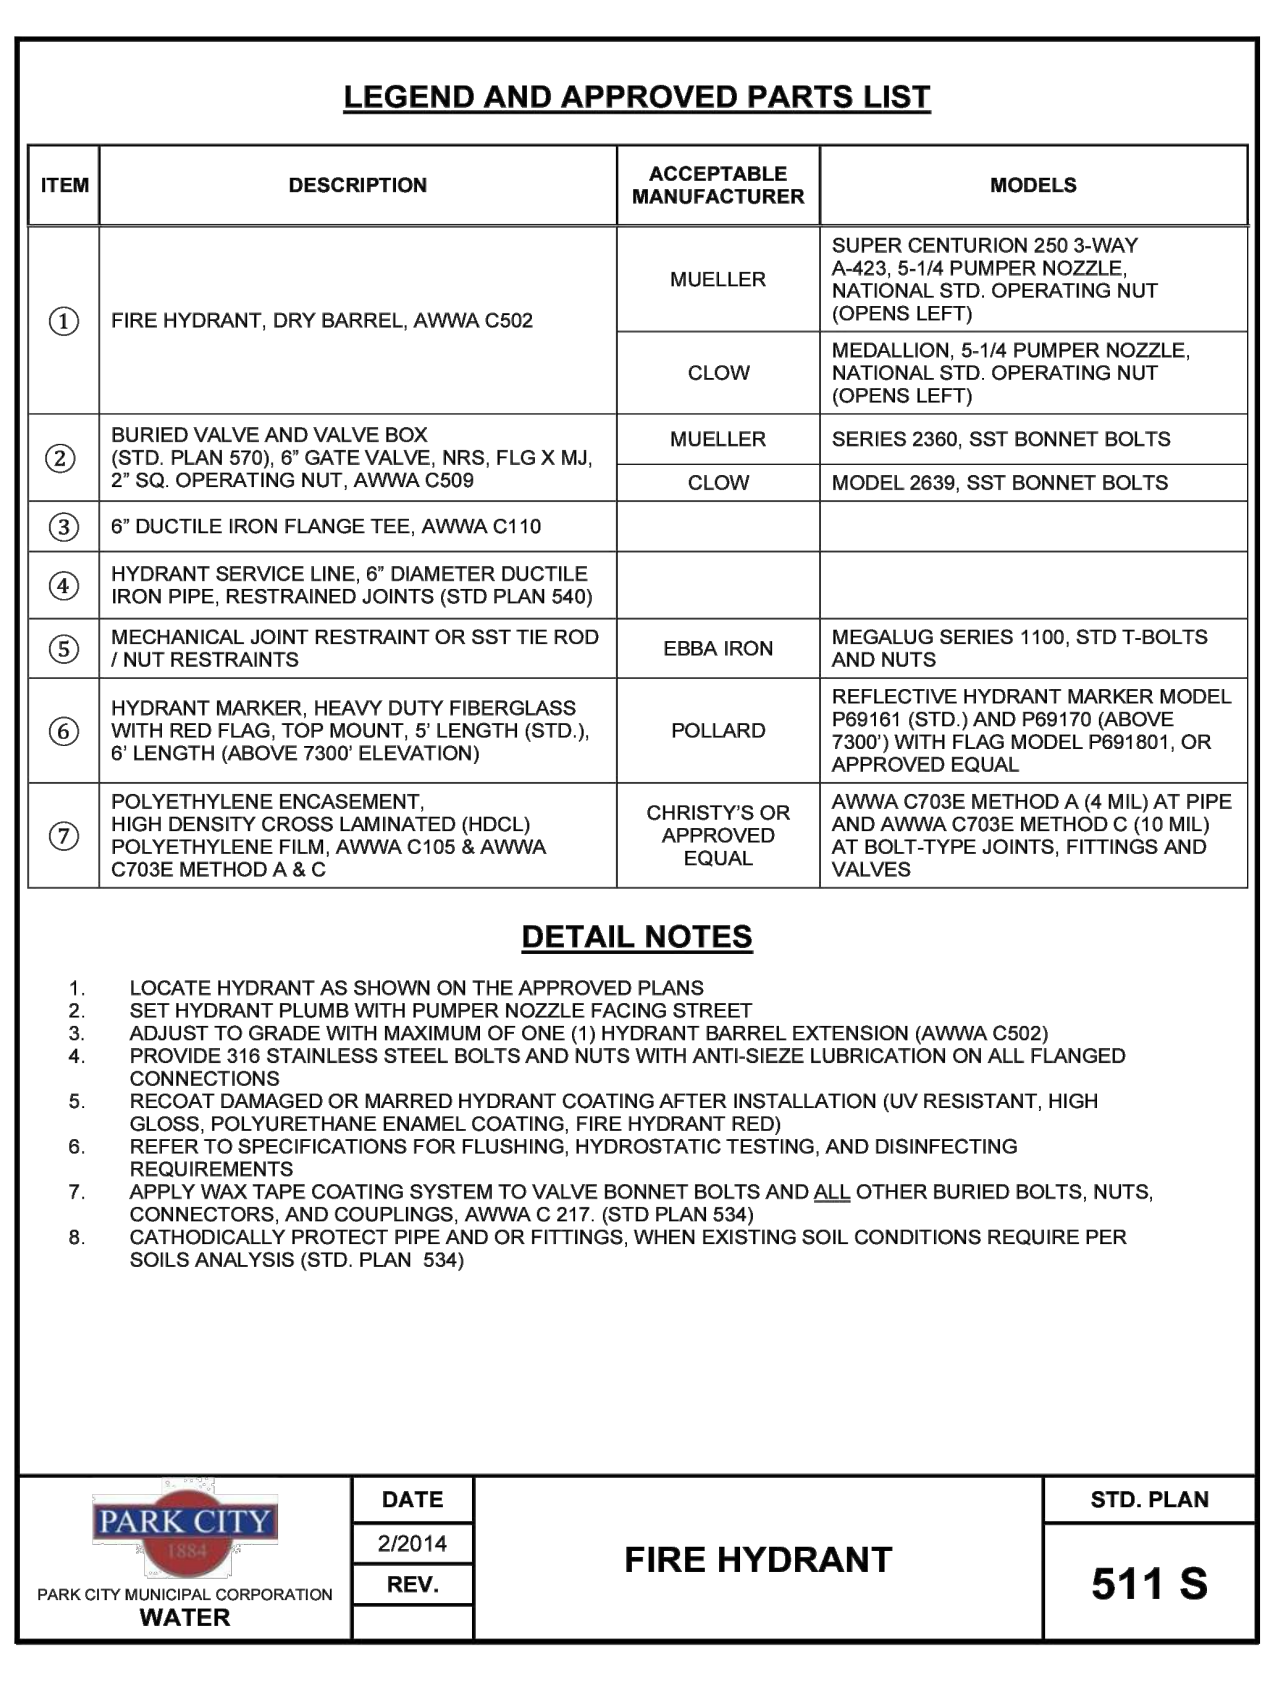 LEGEND AND APPROVED PARTS LIST
ITEM
DESCRIPTION
ACCEPTABLE
MANUFACTURER
MODELS
1
FIRE HYDRANT, DRY BARREL, AWWA C502
MUELLER
SUPER CENTURION 250 3-WAY
A-423, 5-1/4 PUMPER NOZZLE,
NATIONAL STD. OPERATING NUT
(OPENS LEFT)
CLOW
MEDALLION, 5-1/4 PUMPER NOZZLE,
NATIONAL STD. OPERATING NUT
(OPENS LEFT)
2
BURIED VALVE AND VALVE BOX
(STD. PLAN 570), 6” GATE VALVE, NRS, FLG X MJ,
2” SQ. OPERATING NUT, AWWA C509
MUELLER
SERIES 2360, SST BONNET BOLTS
CLOW
MODEL 2639, SST BONNET BOLTS
3
6” DUCTILE IRON FLANGE TEE, AWWA C110
4
HYDRANT SERVICE LINE, 6” DIAMETER DUCTILE
IRON PIPE, RESTRAINED JOINTS (STD PLAN 540)
5
MECHANICAL JOINT RESTRAINT OR SST TIE ROD
/ NUT RESTRAINTS
EBBA IRON
MEGALUG SERIES 1100, STD T-BOLTS
AND NUTS
6
HYDRANT MARKER, HEAVY DUTY FIBERGLASS
WITH RED FLAG, TOP MOUNT, 5’ LENGTH (STD.),
6’ LENGTH (ABOVE 7300’ ELEVATION)
POLLARD
REFLECTIVE HYDRANT MARKER MODEL
P69161 (STD.) AND P69170 (ABOVE
7300’) WITH FLAG MODEL P691801, OR
APPROVED EQUAL
7
POLYETHYLENE ENCASEMENT,
HIGH DENSITY CROSS LAMINATED (HDCL)
POLYETHYLENE FILM, AWWA C105 & AWWA
C703E METHOD A & C
CHRISTY’S OR
APPROVED
EQUAL
AWWA C703E METHOD A (4 MIL) AT PIPE
AND AWWA C703E METHOD C (10 MIL)
AT BOLT-TYPE JOINTS, FITTINGS AND
VALVES
DETAIL NOTES
1. LOCATE HYDRANT AS SHOWN ON THE APPROVED PLANS
2. SET HYDRANT PLUMB WITH PUMPER NOZZLE FACING STREET
3. ADJUST TO GRADE WITH MAXIMUM OF ONE (1) HYDRANT BARREL EXTENSION (AWWA C502)
4. PROVIDE 316 STAINLESS STEEL BOLTS AND NUTS WITH ANTI-SIEZE LUBRICATION ON ALL FLANGED
CONNECTIONS
5. RECOAT DAMAGED OR MARRED HYDRANT COATING AFTER INSTALLATION (UV RESISTANT, HIGH
GLOSS, POLYURETHANE ENAMEL COATING, FIRE HYDRANT RED)
6. REFER TO SPECIFICATIONS FOR FLUSHING, HYDROSTATIC TESTING, AND DISINFECTING
REQUIREMENTS
7. APPLY WAX TAPE COATING SYSTEM TO VALVE BONNET BOLTS AND ALL OTHER BURIED BOLTS, NUTS,
CONNECTORS, AND COUPLINGS, AWWA C 217. (STD PLAN 534)
8. CATHODICALLY PROTECT PIPE AND OR FITTINGS, WHEN EXISTING SOIL CONDITIONS REQUIRE PER
SOILS ANALYSIS (STD. PLAN 534)
PARK CITY
1884
PARK CITY MUNICIPAL CORPORATION
WATER
DATE
2/2014
REV.
FIRE HYDRANT
STD. PLAN
511 S